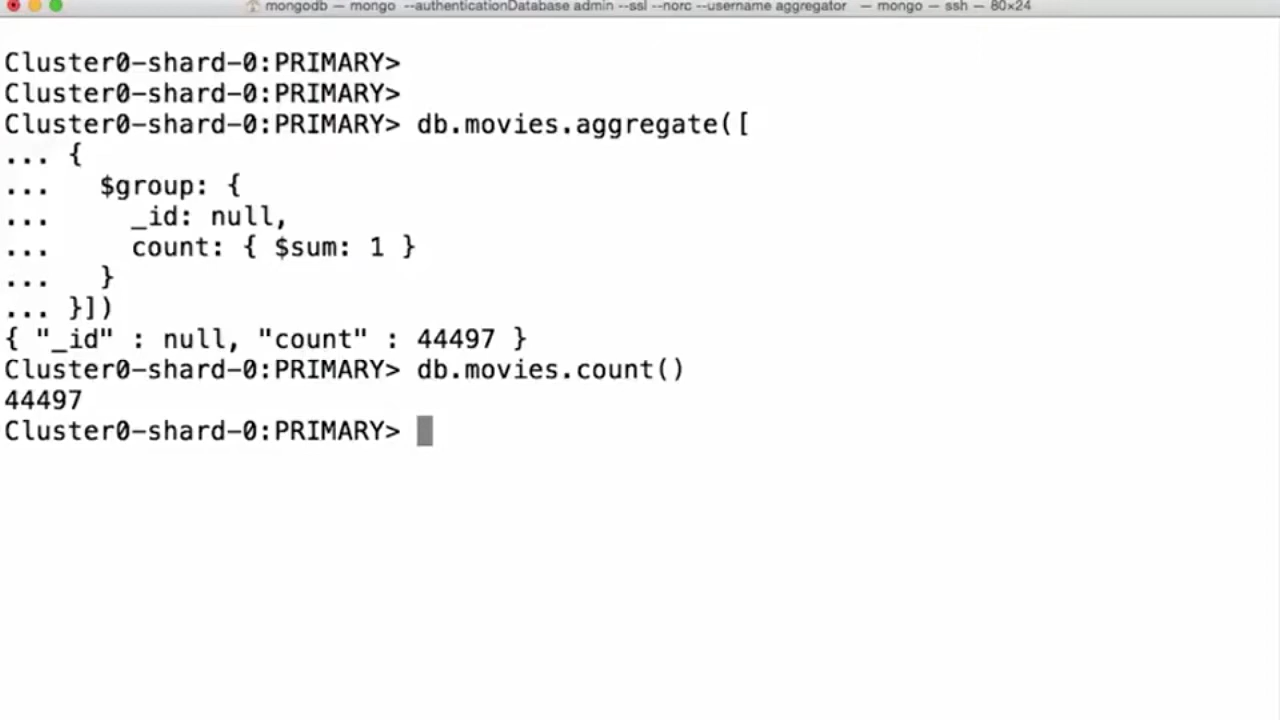 mongodb — mongo --authenticationDatabase admin --ssl --norc --username aggregator — mongo — ssh — 80×24
Cluster0-shard-0:PRIMARY>
Cluster0-shard-0:PRIMARY>
Cluster0-shard-0:PRIMARY> db.movies.aggregate([
... {
...   $group: {
...     _id: null,
...     count: { $sum: 1 }
...   }
... }])
{ "_id" : null, "count" : 44497 }
Cluster0-shard-0:PRIMARY> db.movies.count()
44497
Cluster0-shard-0:PRIMARY>